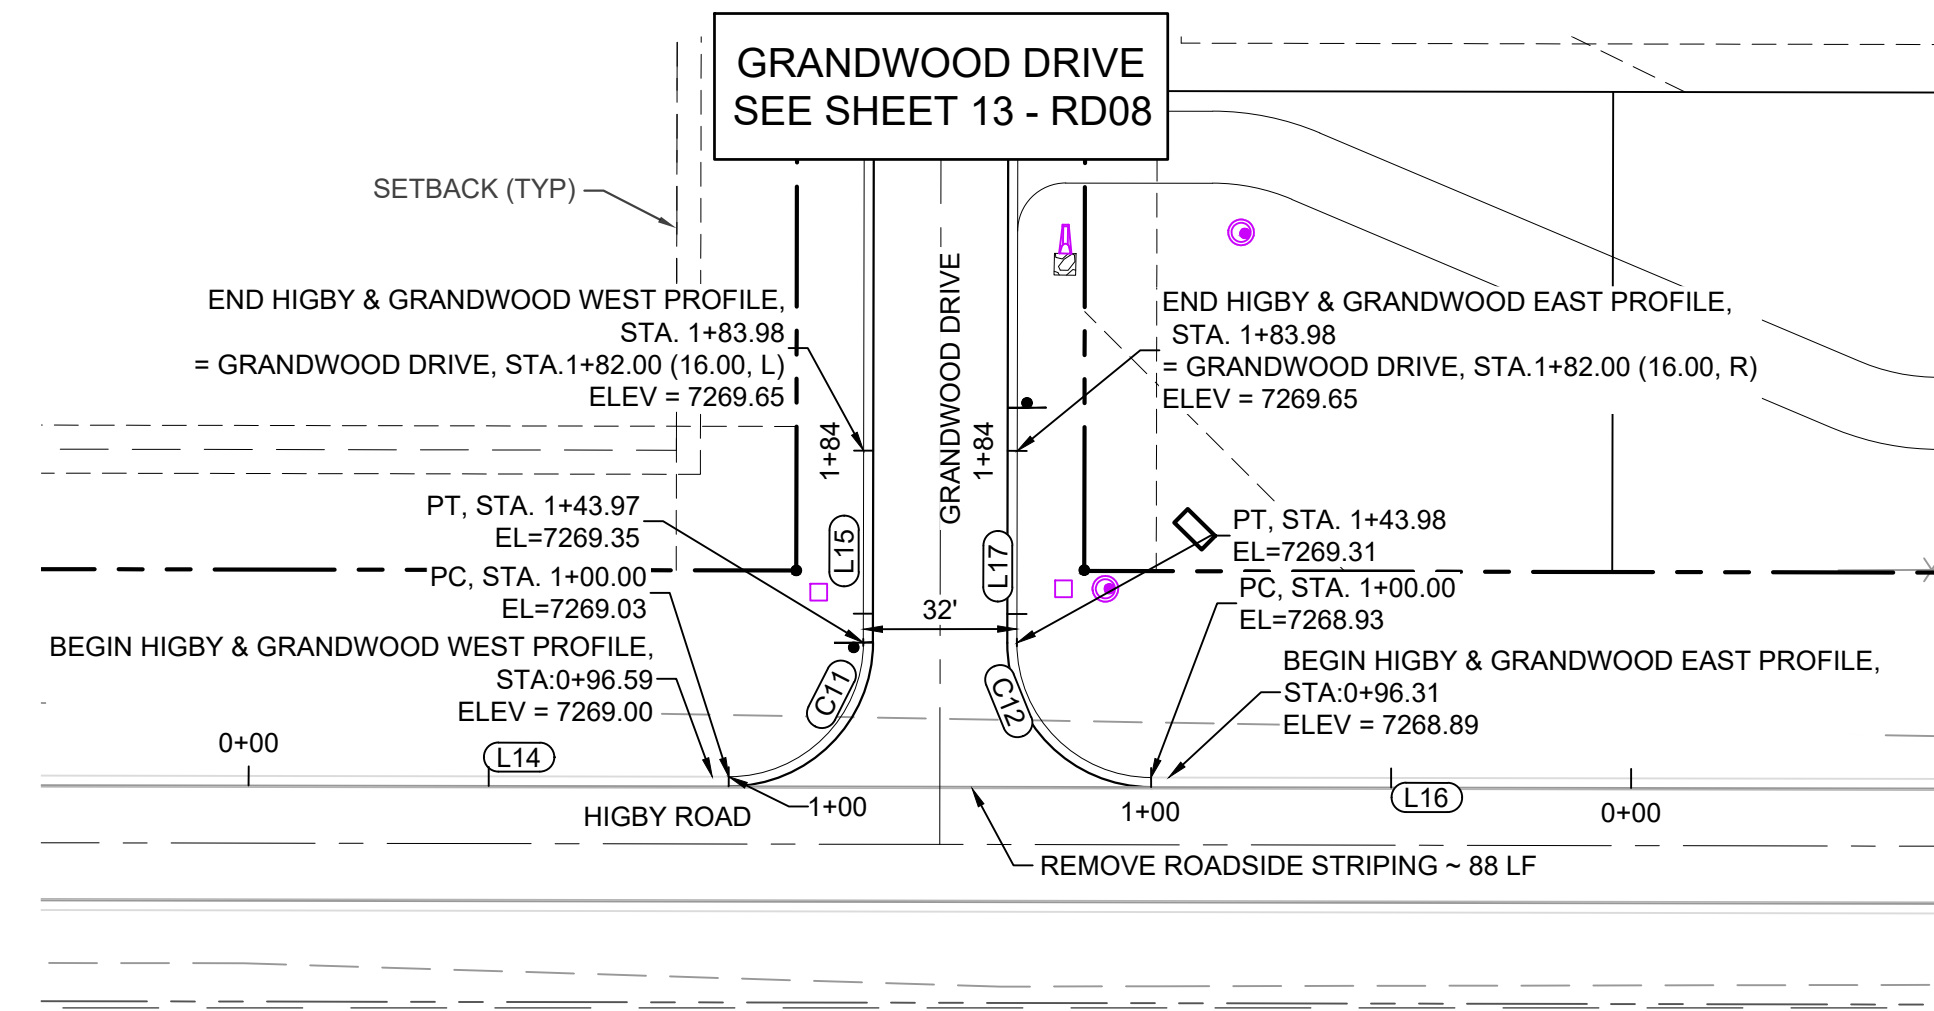 GRANDWOOD DRIVE
SEE SHEET 13 - RD08
SETBACK (TYP)
END HIGBY & GRANDWOOD WEST PROFILE,
STA. 1+83.98
= GRANDWOOD DRIVE, STA.1+82.00 (16.00, L)
ELEV = 7269.65
END HIGBY & GRANDWOOD EAST PROFILE,
STA. 1+83.98
= GRANDWOOD DRIVE, STA.1+82.00 (16.00, R)
ELEV = 7269.65
1+84
GRANDWOOD DRIVE
1+84
PT, STA. 1+43.97
EL=7269.35
L15
L17
PT, STA. 1+43.98
EL=7269.31
PC, STA. 1+00.00
EL=7269.03
32'
PC, STA. 1+00.00
EL=7268.93
BEGIN HIGBY & GRANDWOOD WEST PROFILE,
STA:0+96.59
ELEV = 7269.00
C11
C12
BEGIN HIGBY & GRANDWOOD EAST PROFILE,
STA:0+96.31
ELEV = 7268.89
0+00
L14
HIGBY ROAD
1+00
1+00
L16
0+00
REMOVE ROADSIDE STRIPING ~ 88 LF